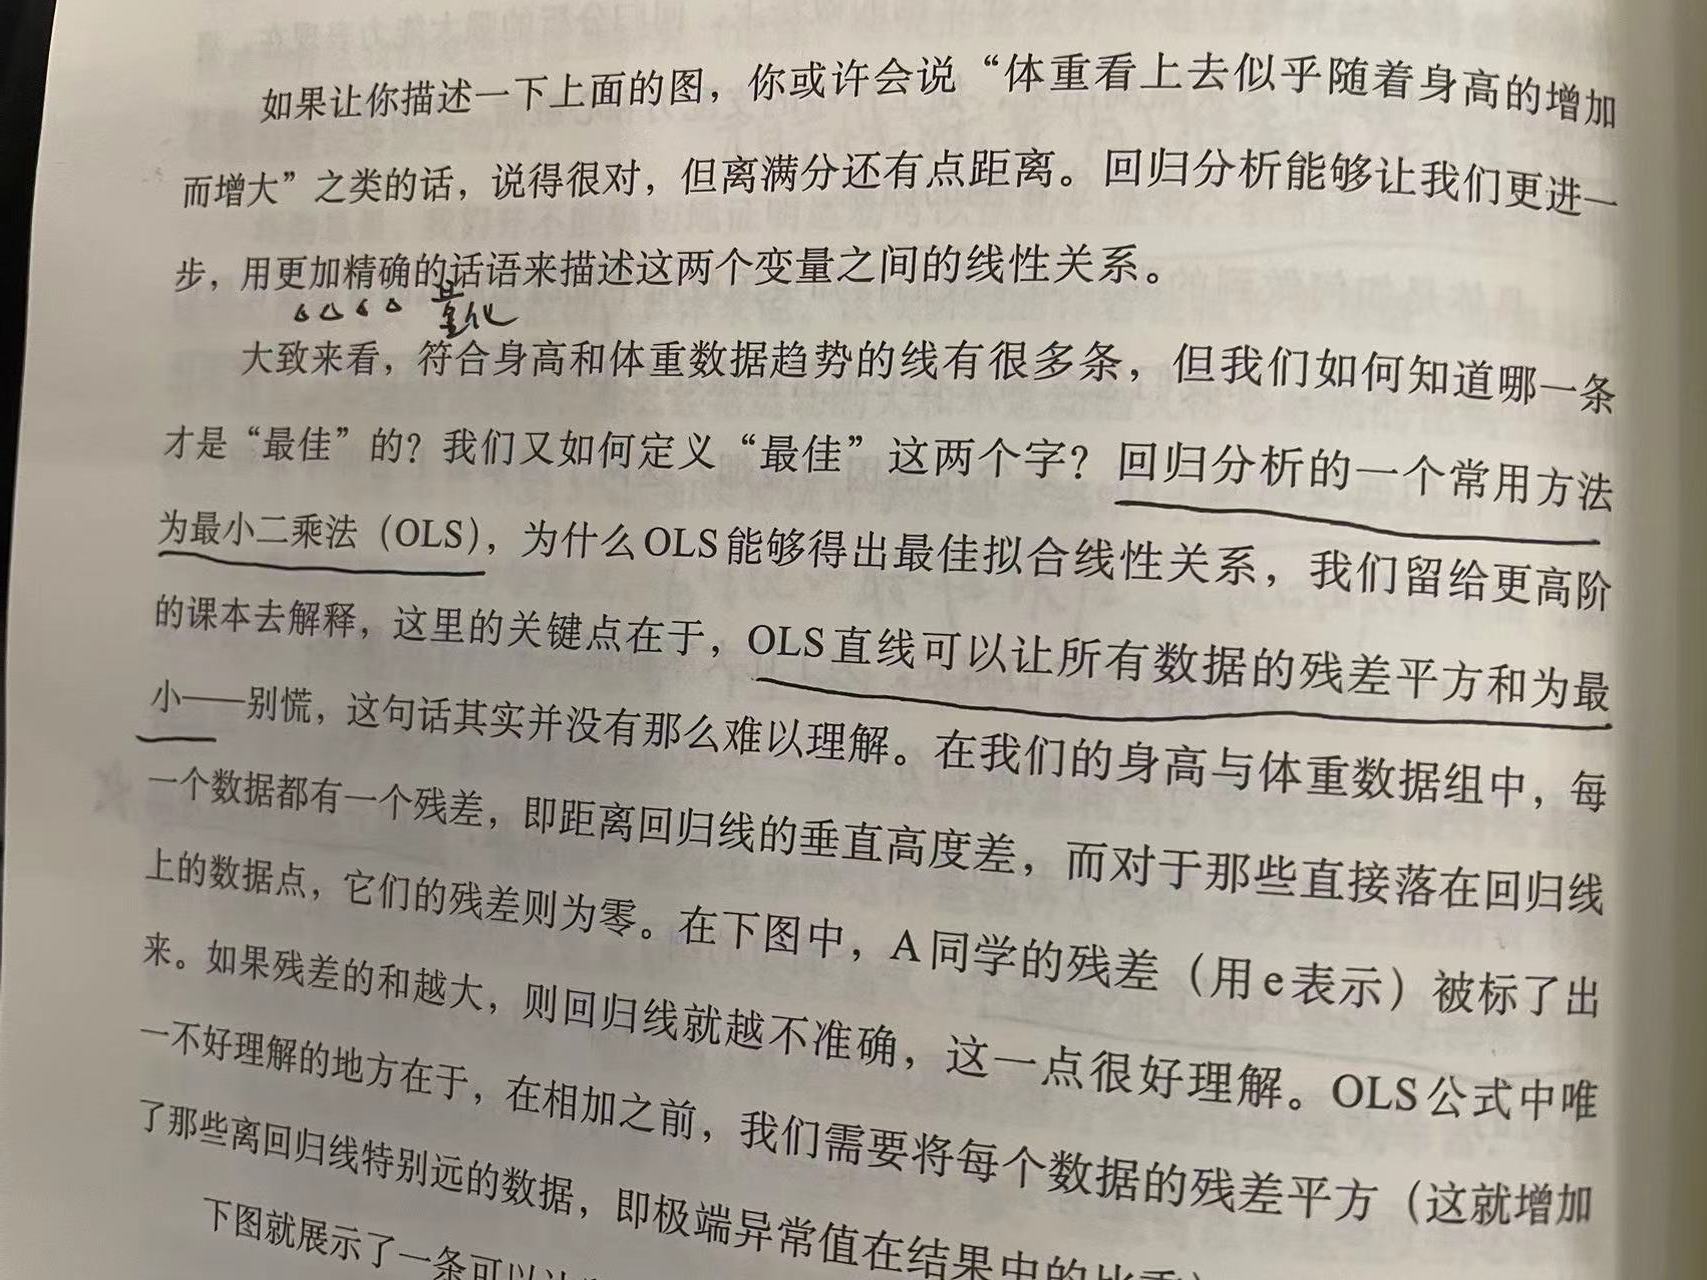 如果让你描述一下上面的图，你或许会说“体重看上去似乎随着身高的增加
而增大”之类的话，说得很对，但离满分还有点距离。回归分析能够让我们更进一
步，用更加精确的话语来描述这两个变量之间的线性关系。
量化
大致来看，符合身高和体重数据趋势的线有很多条，但我们如何知道哪一条
才是“最佳”的？我们又如何定义“最佳”这两个字？回归分析的一个常用方法
为最小二乘法（OLS），为什么OLS能够得出最佳拟合线性关系，我们留给更高阶
的课本去解释，这里的关键点在于，OLS直线可以让所有数据的残差平方和为最
小——别慌，这句话其实并没有那么难以理解。在我们的身高与体重数据组中，每
一个数据都有一个残差，即距离回归线的垂直高度差，而对于那些直接落在回归线
上的数据点，它们的残差则为零。在下图中，A同学的残差（用e表示）被标了出
来。如果残差的和越大，则回归线就越不准确，这一点很好理解。OLS公式中唯
一不好理解的地方在于，在相加之前，我们需要将每个数据的残差平方（这就增加
了那些离回归线特别远的数据，即极端异常值在结果中的比重）
下图就展示了一条可以